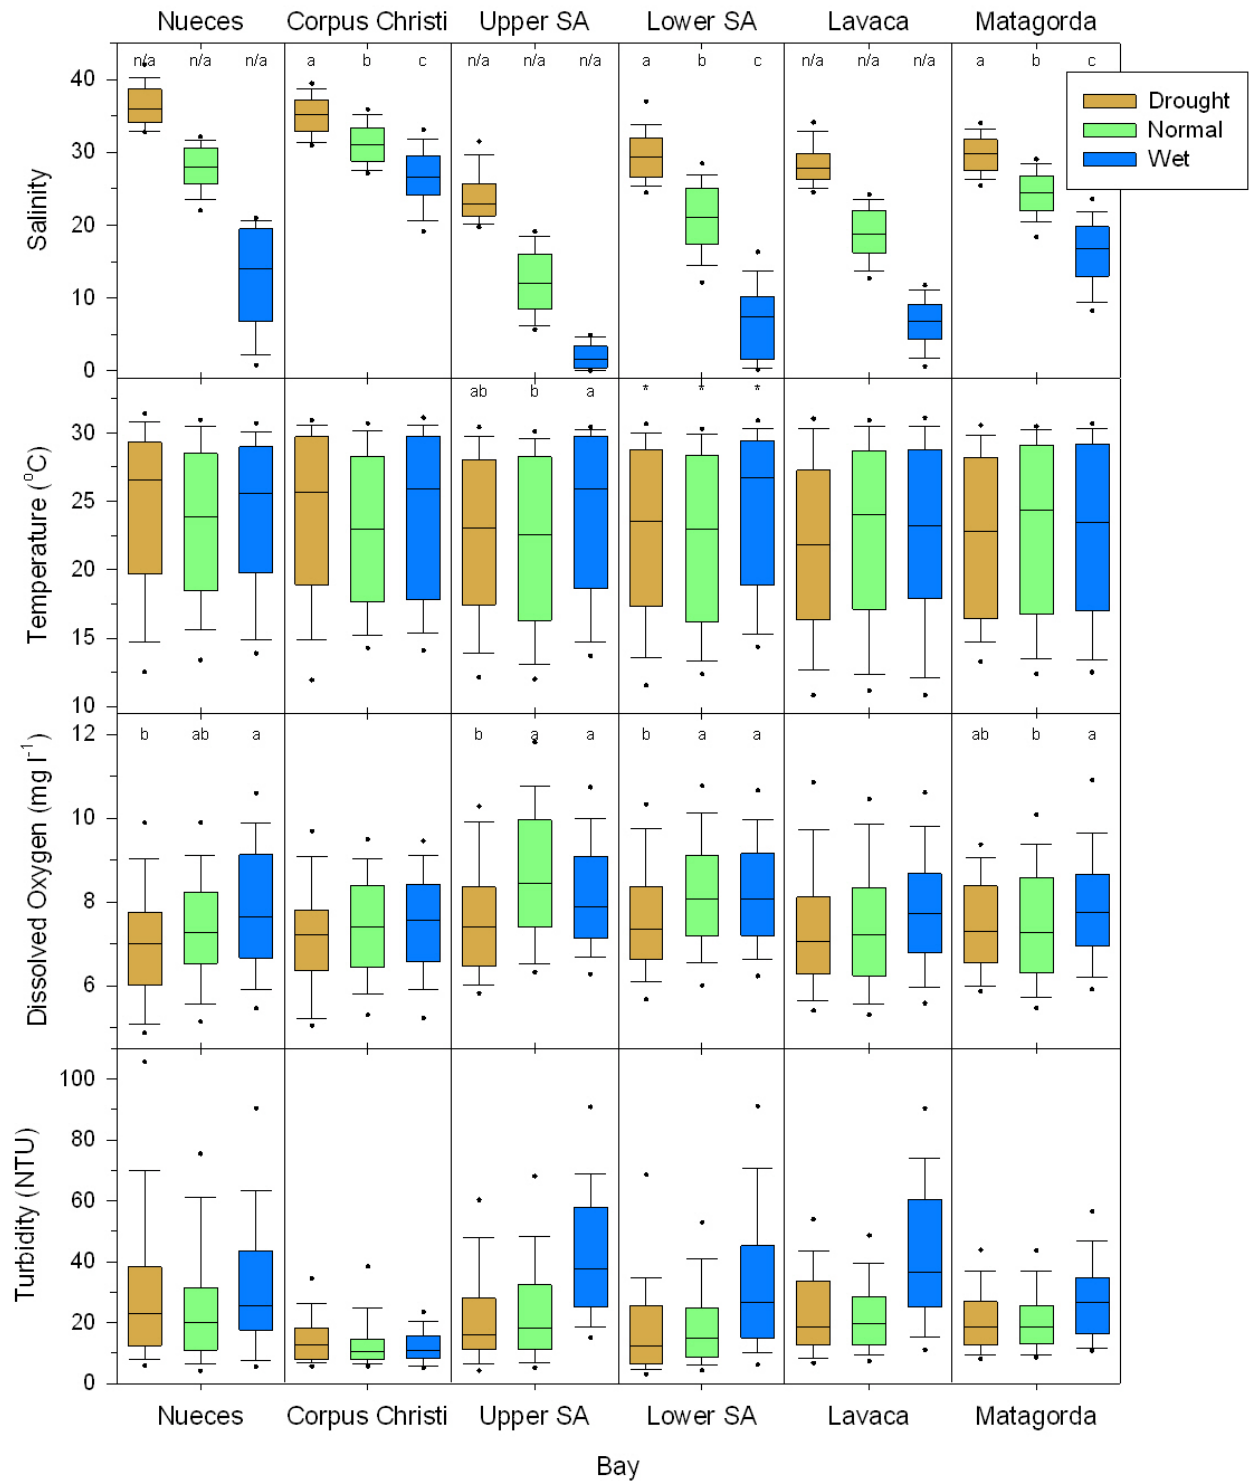 Nueces Corpus Christi Upper SA Lower SA Lavaca Matagorda
n/a n/a n/a a b c n/a n/a n/a a b c n/a n/a n/a a b c
Drought
Normal
Wet
Salinity
40
30
20
10
0
ab b a * * *
Temperature (°C)
30
25
20
15
10
b ab a b a a b a a ab b a
Dissolved Oxygen (mg l⁻¹)
12
10
8
6
Turbidity (NTU)
100
80
60
40
20
0
Nueces Corpus Christi Upper SA Lower SA Lavaca Matagorda
Bay